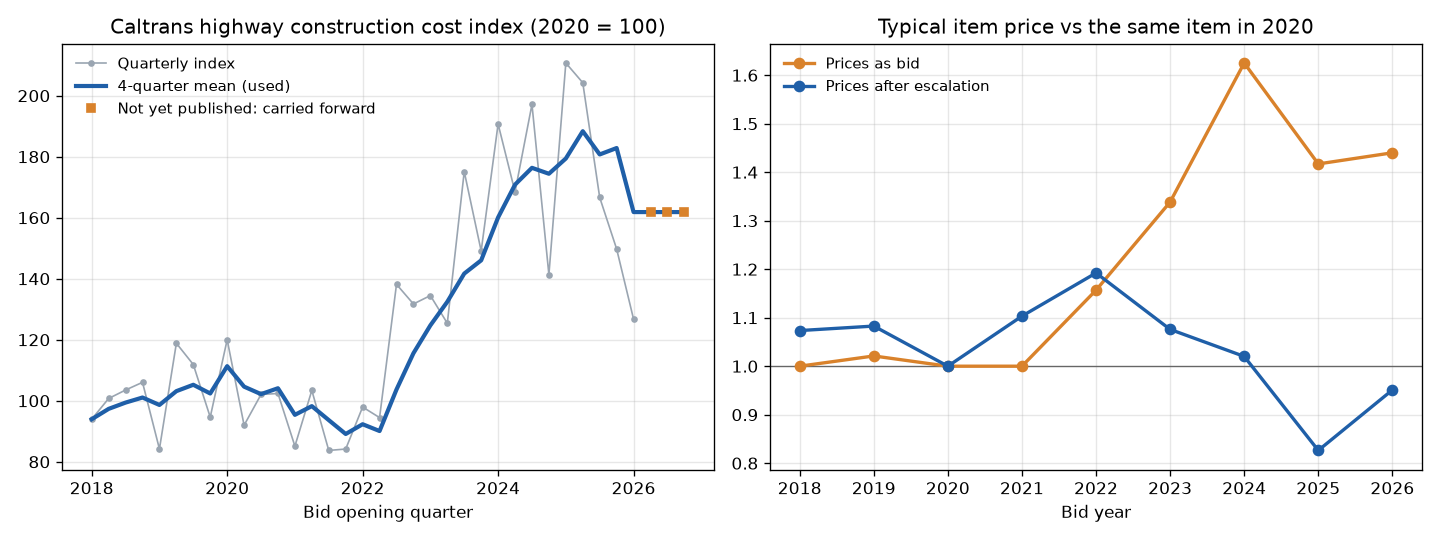 Caltrans highway construction cost index (2020 = 100)
Quarterly index
4-quarter mean (used)
Not yet published: carried forward
200
180
160
140
120
100
80
2018 2020 2022 2024 2026
Bid opening quarter
Typical item price vs the same item in 2020
Prices as bid
Prices after escalation
1.6
1.5
1.4
1.3
1.2
1.1
1.0
0.9
0.8
2018 2019 2020 2021 2022 2023 2024 2025 2026
Bid year